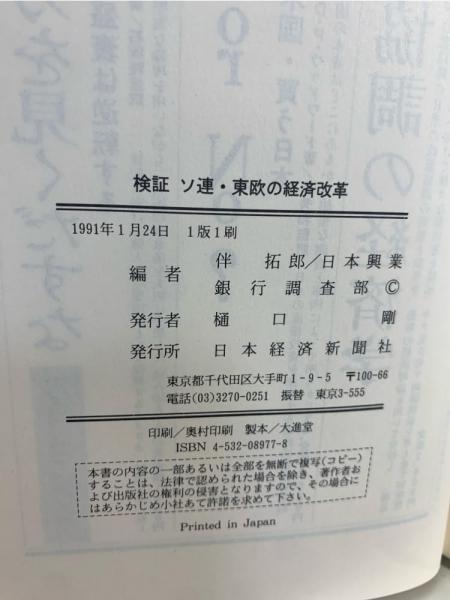 検証 ソ連・東欧の経済改革
1991年1月24日 1版1刷
編者 伴 拓郎/日本興業
銀行調査部©
発行者 樋口 剛
発行所 日本経済新聞社
東京都千代田区大手町1-9-5 〒100-66
電話(03)3270-0251 振替 東京3-555
印刷/奥村印刷 製本/大進堂
ISBN 4-532-08977-8
本書の内容の一部あるいは全部を無断で複写(コピー)
することは、法律で認められた場合を除き、著作者お
よび出版社の権利の侵害となりますので、その場合に
はあらかじめ小社あて許諾を求めて下さい。
Printed in Japan